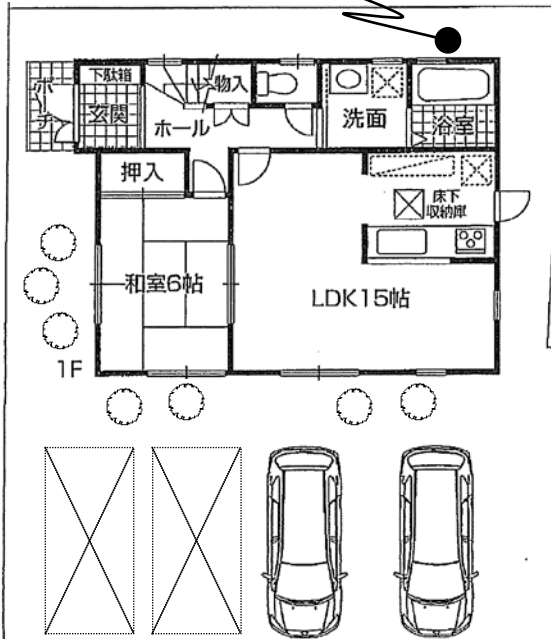 下駄箱
物入
ポーチ
玄関
ホール
洗面
浴室
押入
床下
収納庫
和室6帖
LDK15帖
1F